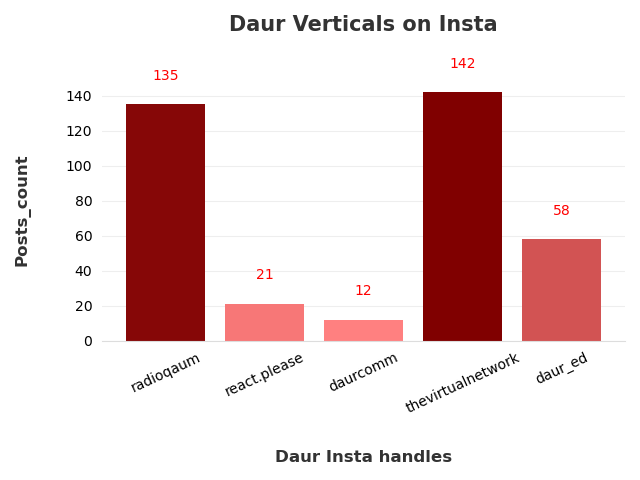 Daur Verticals on Insta
135
21
12
142
58
140
120
100
80
60
40
20
0
Posts_count
radioqaum
react.please
daurcomm
thevirtualnetwork
daur_ed
Daur Insta handles